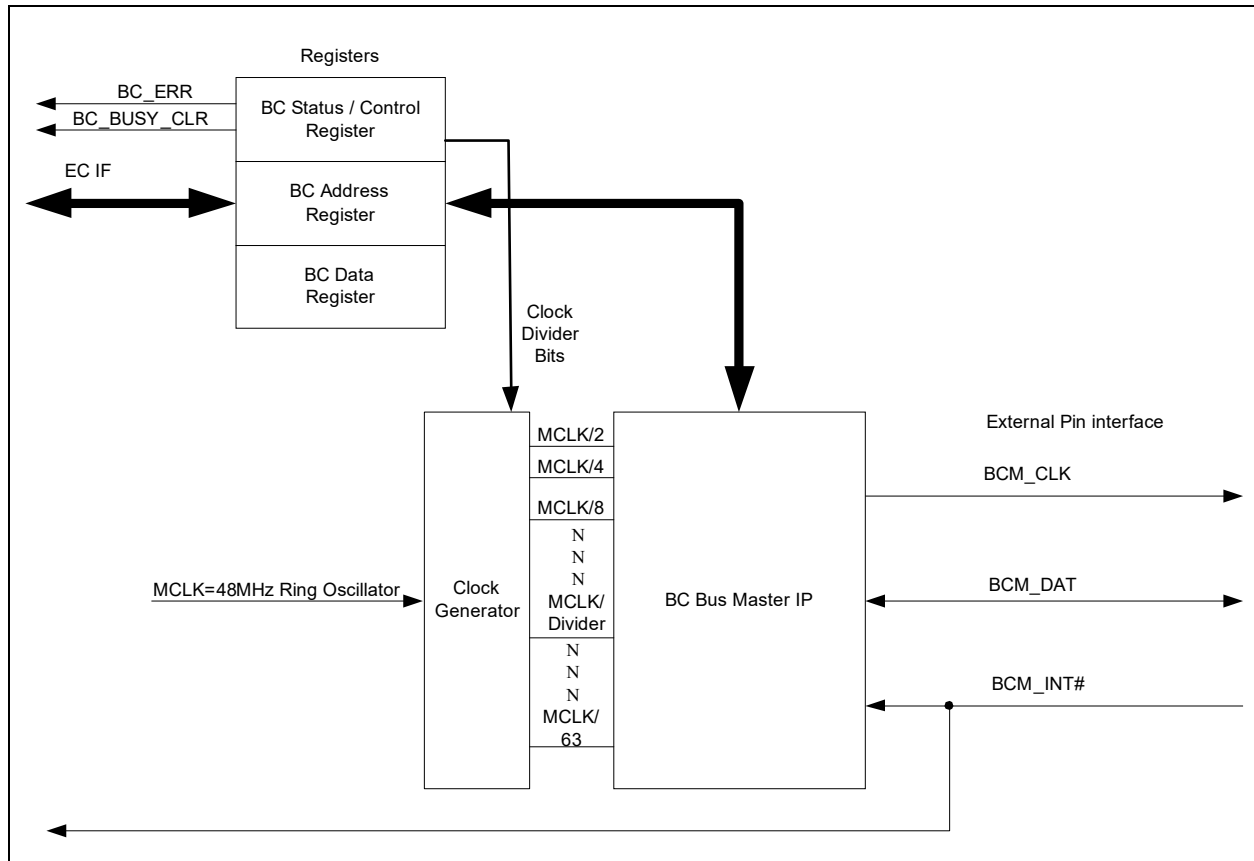 Registers
BC_ERR
BC_BUSY_CLR
BC Status / Control
Register
EC IF
BC Address
Register
BC Data
Register
Clock
Divider
Bits
External Pin interface
MCLK/2
MCLK/4
MCLK/8
N
N
N
MCLK/
Divider
N
N
N
MCLK/
63
MCLK=48MHz Ring Oscillator
Clock
Generator
BC Bus Master IP
BCM_CLK
BCM_DAT
BCM_INT#